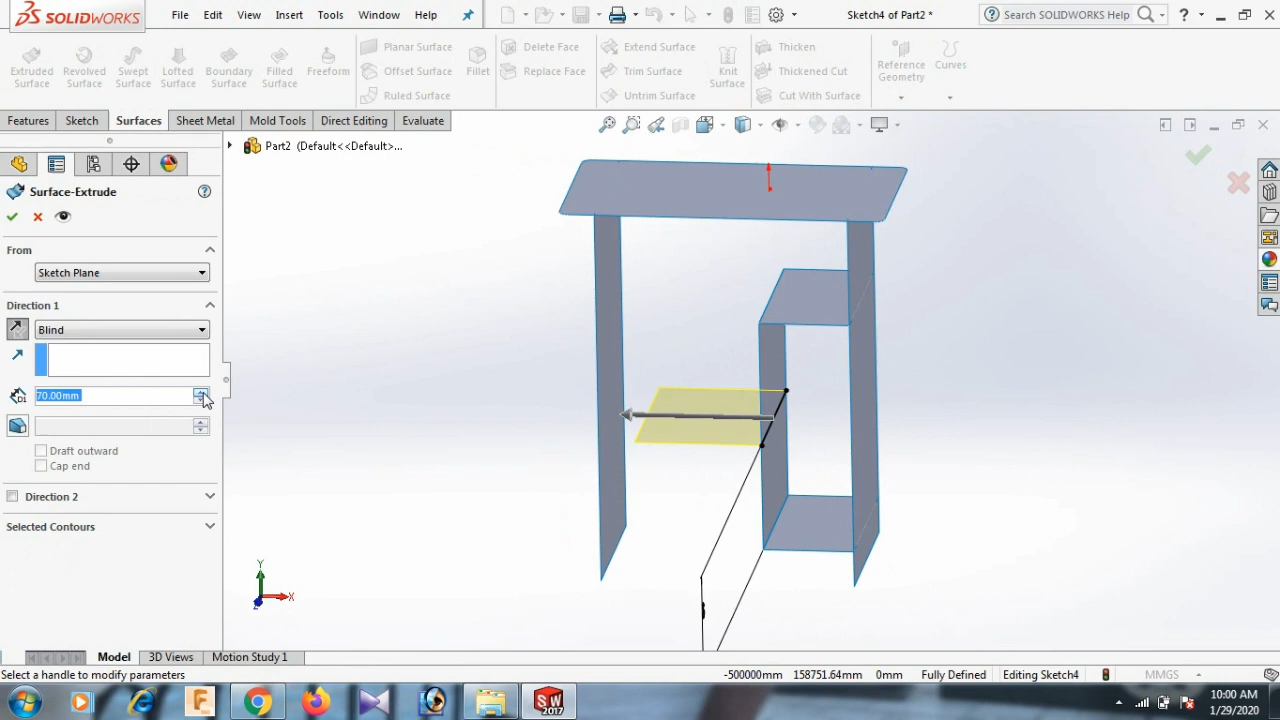 SOLIDWORKS File Edit View Insert Tools Window Help Sketch4 of Part2 * Search SOLIDWORKS Help
Extruded Surface Revolved Surface Swept Surface Lofted Surface Boundary Surface Filled Surface Freeform
Planar Surface
Offset Surface
Ruled Surface
Fillet
Delete Face
Replace Face
Extend Surface
Trim Surface
Untrim Surface
Knit Surface
Thicken
Thickened Cut
Cut With Surface
Reference Geometry
Curves
Features Sketch Surfaces Sheet Metal Mold Tools Direct Editing Evaluate
Part2 (Default<<Default>...
Surface-Extrude
From
Sketch Plane
Direction 1
Blind
D1
70.00mm
Draft outward
Cap end
Direction 2
Selected Contours
Y
X
Z
Model 3D Views Motion Study 1
Select a handle to modify parameters -500000mm 158751.64mm 0mm Fully Defined Editing Sketch4 MMGS
SW
2017
10:00 AM
1/29/2020